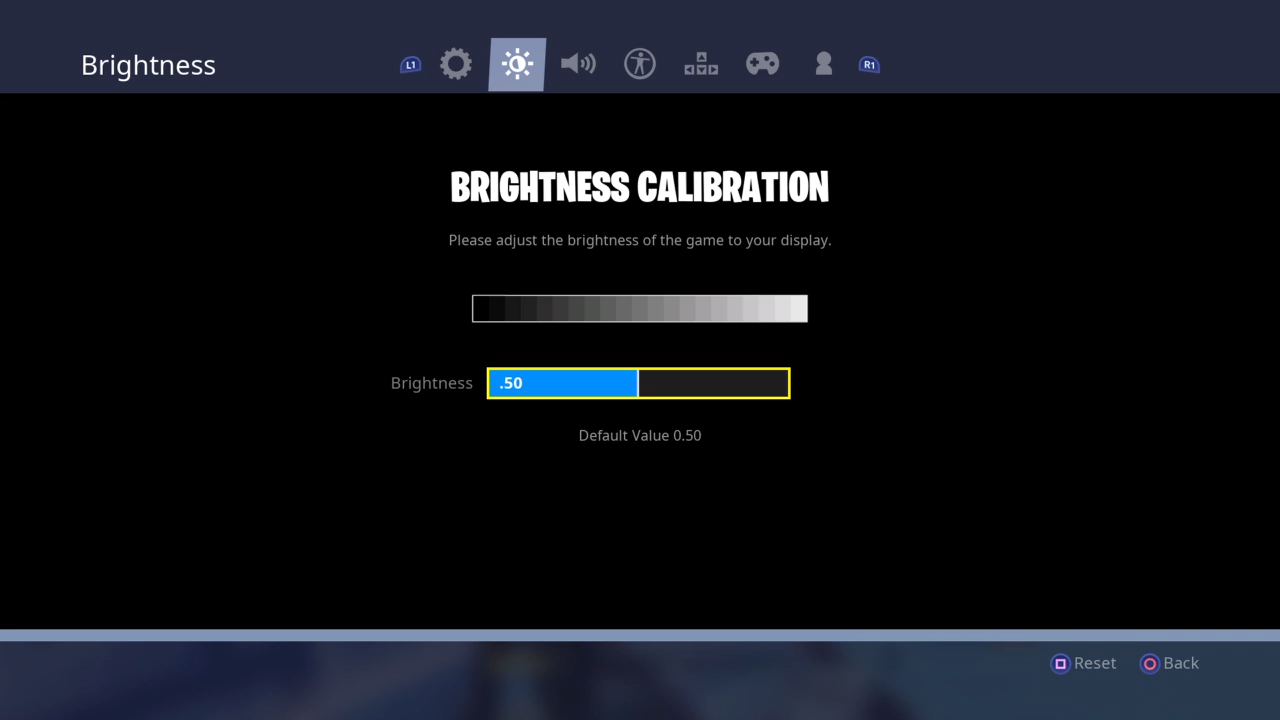 Brightness
L1
R1
BRIGHTNESS CALIBRATION
Please adjust the brightness of the game to your display.
Brightness .50
Default Value 0.50
Reset Back